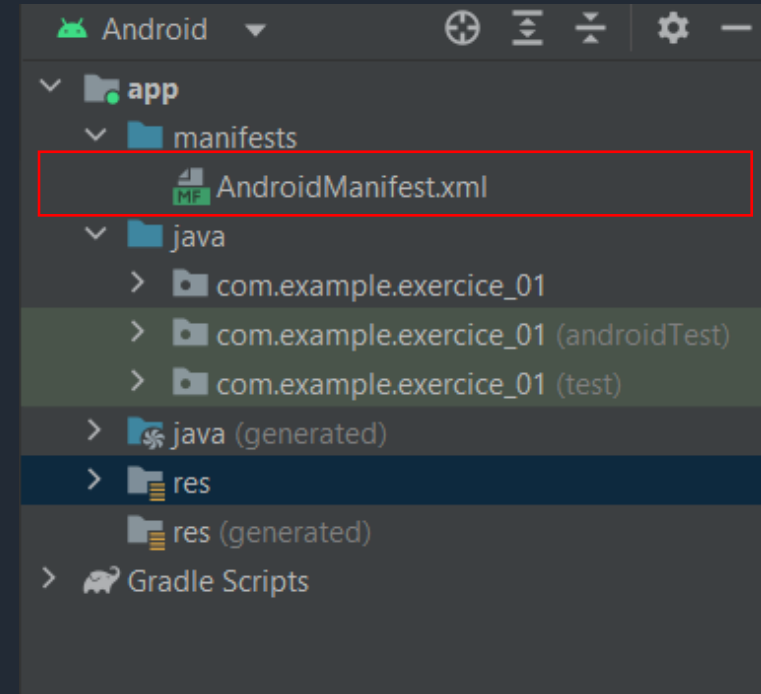 Android
app
manifests
MF AndroidManifest.xml
java
com.example.exercice_01
com.example.exercice_01 (androidTest)
com.example.exercice_01 (test)
java (generated)
res
res (generated)
Gradle Scripts